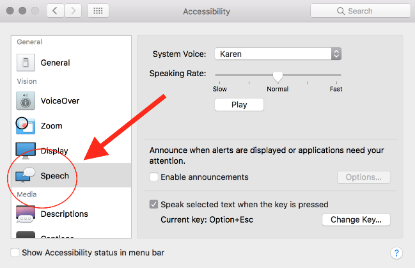 Accessibility
Search
General
General
Vision
VoiceOver
Zoom
Display
Speech
Media
Descriptions
Captions
System Voice: Karen
Speaking Rate:
Slow Normal Fast
Play
Announce when alerts are displayed or applications need your
attention.
Enable announcements Options...
Speak selected text when the key is pressed
Current key: Option+Esc Change Key...
Show Accessibility status in menu bar ?